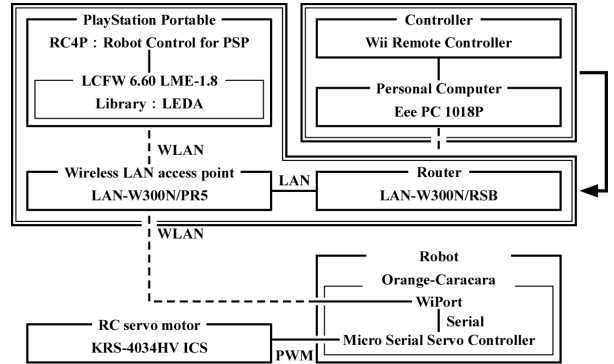 PlayStation Portable
RC4P：Robot Control for PSP
LCFW 6.60 LME-1.8
Library：LEDA
Controller
Wii Remote Controller
Personal Computer
Eee PC 1018P
WLAN
Wireless LAN access point
LAN-W300N/PR5
LAN
Router
LAN-W300N/RSB
WLAN
Robot
Orange-Caracara
WiPort
Serial
Micro Serial Servo Controller
RC servo motor
KRS-4034HV ICS
PWM